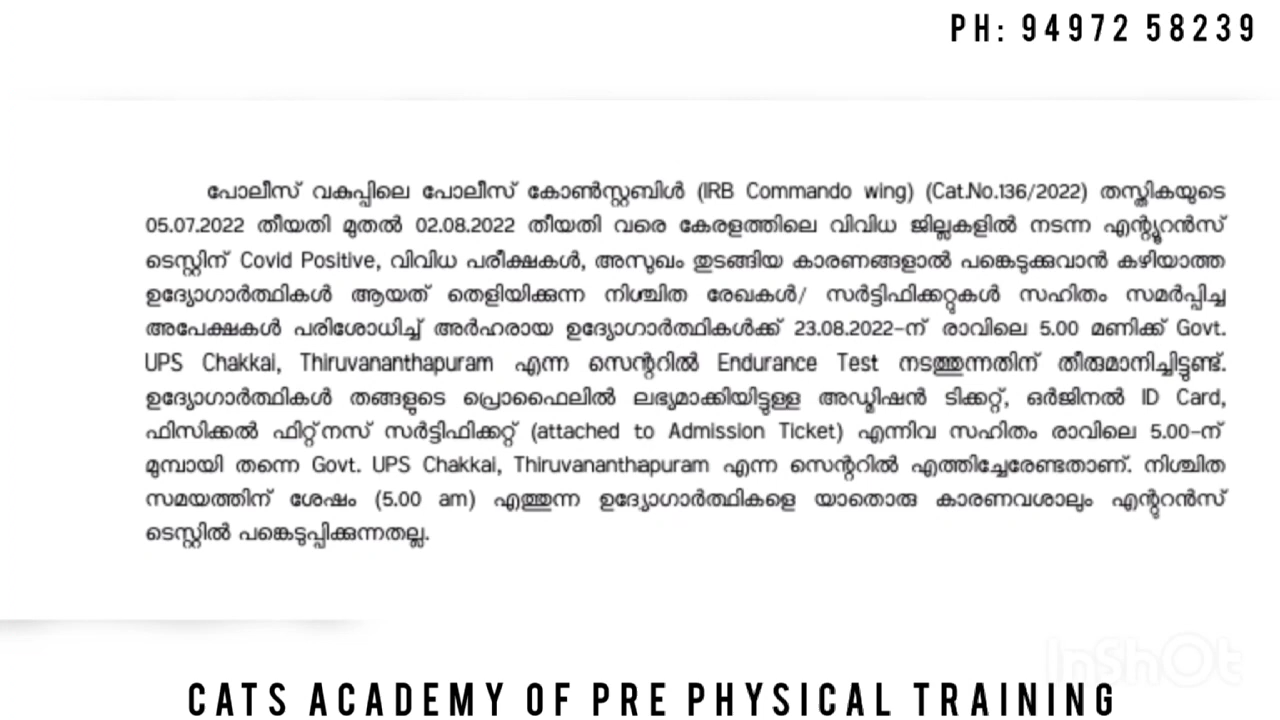 PH: 94972 58239
പോലീസ് വകുപ്പിലെ പോലീസ് കോൺസ്റ്റബിൾ (IRB Commando wing) (Cat.No.136/2022) തസ്തികയുടെ
05.07.2022 തീയതി മുതൽ 02.08.2022 തീയതി വരെ കേരളത്തിലെ വിവിധ ജില്ലകളിൽ നടന്ന എന്റ്യൂറൻസ്
ടെസ്റ്റിന് Covid Positive, വിവിധ പരീക്ഷകൾ, അസുഖം തുടങ്ങിയ കാരണങ്ങളാൽ പങ്കെടുക്കുവാൻ കഴിയാത്ത
ഉദ്യോഗാർത്ഥികൾ ആയത് തെളിയിക്കുന്ന നിശ്ചിത രേഖകൾ/ സർട്ടിഫിക്കറ്റുകൾ സഹിതം സമർപ്പിച്ച
അപേക്ഷകൾ പരിശോധിച്ച് അർഹരായ ഉദ്യോഗാർത്ഥികൾക്ക് 23.08.2022-ന് രാവിലെ 5.00 മണിക്ക് Govt.
UPS Chakkai, Thiruvananthapuram എന്ന സെന്ററിൽ Endurance Test നടത്തുന്നതിന് തീരുമാനിച്ചിട്ടുണ്ട്.
ഉദ്യോഗാർത്ഥികൾ തങ്ങളുടെ പ്രൊഫൈലിൽ ലഭ്യമാക്കിയിട്ടുള്ള അഡ്മിഷൻ ടിക്കറ്റ്, ഒർജിനൽ ID Card,
ഫിസിക്കൽ ഫിറ്റ്നസ് സർട്ടിഫിക്കറ്റ് (attached to Admission Ticket) എന്നിവ സഹിതം രാവിലെ 5.00-ന്
മുമ്പായി തന്നെ Govt. UPS Chakkai, Thiruvananthapuram എന്ന സെന്ററിൽ എത്തിച്ചേരേണ്ടതാണ്. നിശ്ചിത
സമയത്തിന് ശേഷം (5.00 am) എത്തുന്ന ഉദ്യോഗാർത്ഥികളെ യാതൊരു കാരണവശാലും എന്റുറൻസ്
ടെസ്റ്റിൽ പങ്കെടുപ്പിക്കുന്നതല്ല.
InShOt
CATS ACADEMY OF PRE PHYSICAL TRAINING